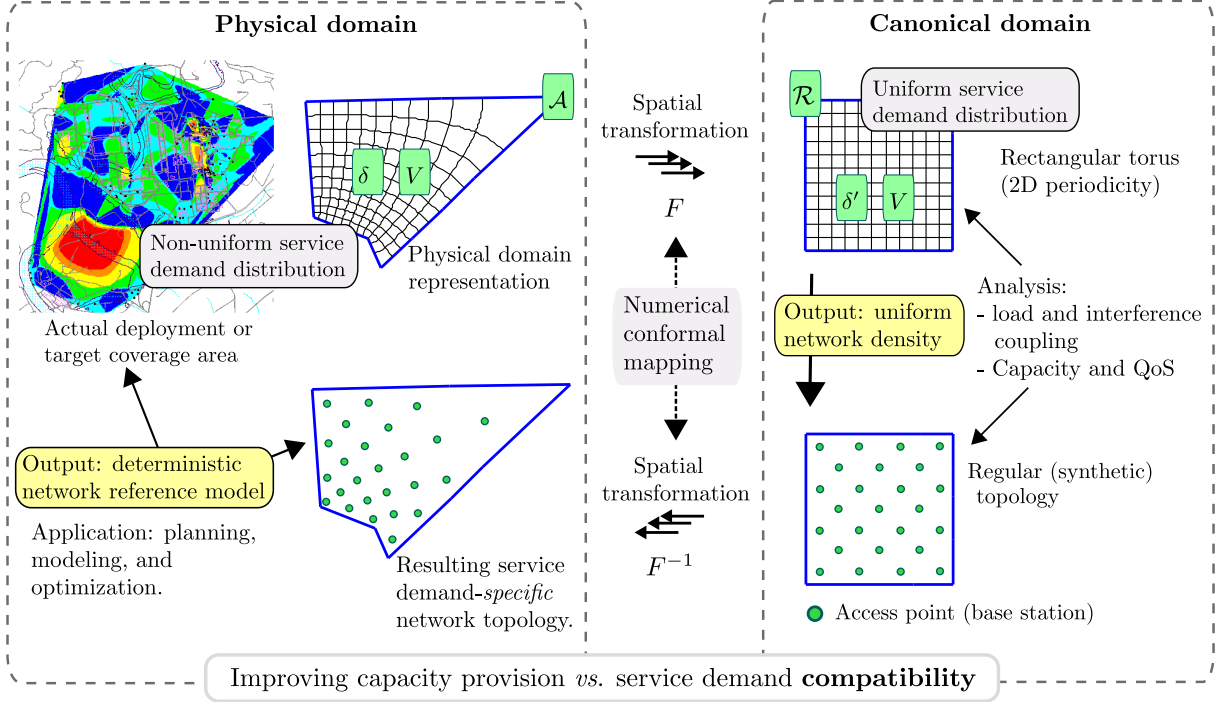 Physical domain
𝒜
δ
V
Non-uniform service
demand distribution
Physical domain
representation
Actual deployment or
target coverage area
Output: deterministic
network reference model
Application: planning,
modeling, and
optimization.
Resulting service
demand-specific
network topology.
Spatial
transformation
F
Numerical
conformal
mapping
Spatial
transformation
F⁻¹
Canonical domain
ℛ
Uniform service
demand distribution
δ′
V
Rectangular torus
(2D periodicity)
Output: uniform
network density
Analysis:
- load and interference
coupling
- Capacity and QoS
Regular (synthetic)
topology
Access point (base station)
Improving capacity provision vs. service demand compatibility